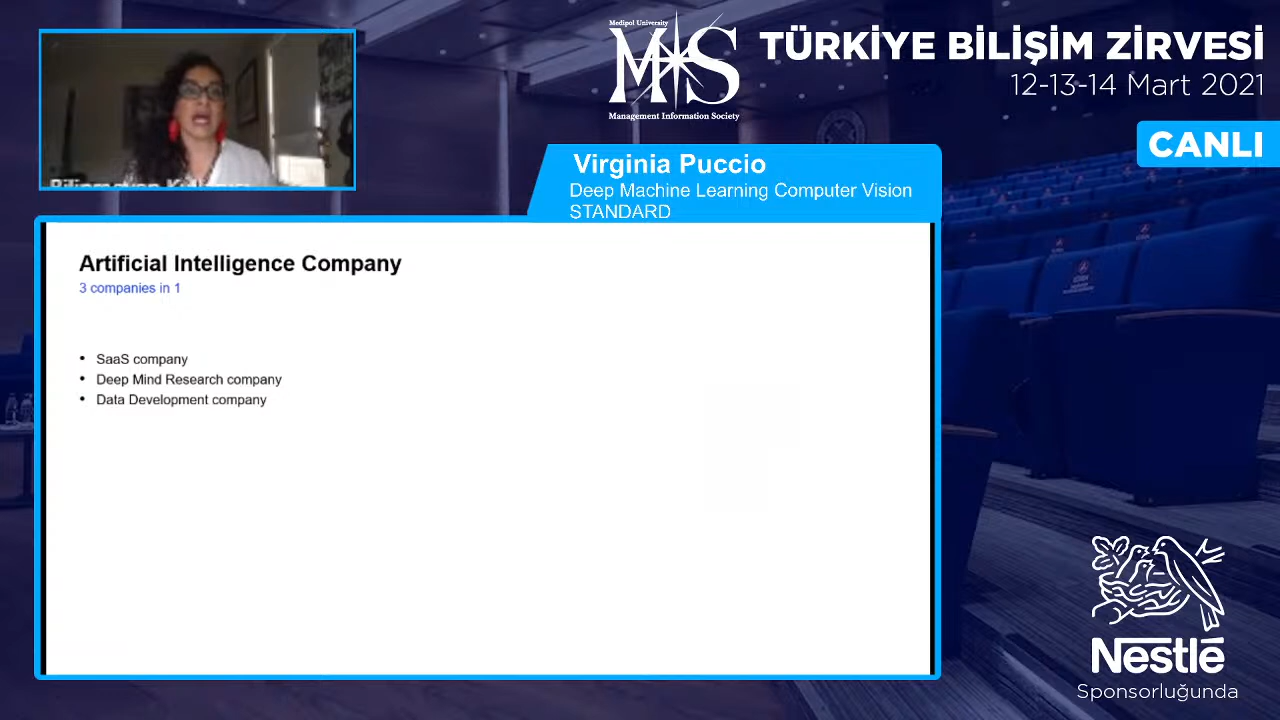 Medipol University
MIS
Management Information Society
TÜRKİYE BİLİŞİM ZİRVESİ
12-13-14 Mart 2021
CANLI
Virginia Puccio
Deep Machine Learning Computer Vision
STANDARD
Artificial Intelligence Company
3 companies in 1
• SaaS company
• Deep Mind Research company
• Data Development company
Nestlé
Sponsorluğunda